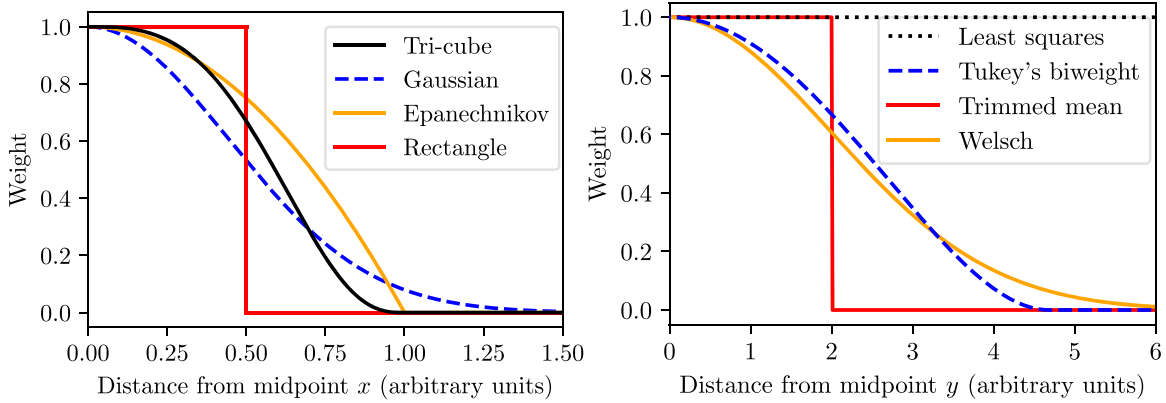 1.0
0.8
0.6
0.4
0.2
0.0
Weight
Tri-cube
Gaussian
Epanechnikov
Rectangle
0.00 0.25 0.50 0.75 1.00 1.25 1.50
Distance from midpoint x (arbitrary units)
1.0
0.8
0.6
0.4
0.2
0.0
Weight
Least squares
Tukey's biweight
Trimmed mean
Welsch
0 1 2 3 4 5 6
Distance from midpoint y (arbitrary units)